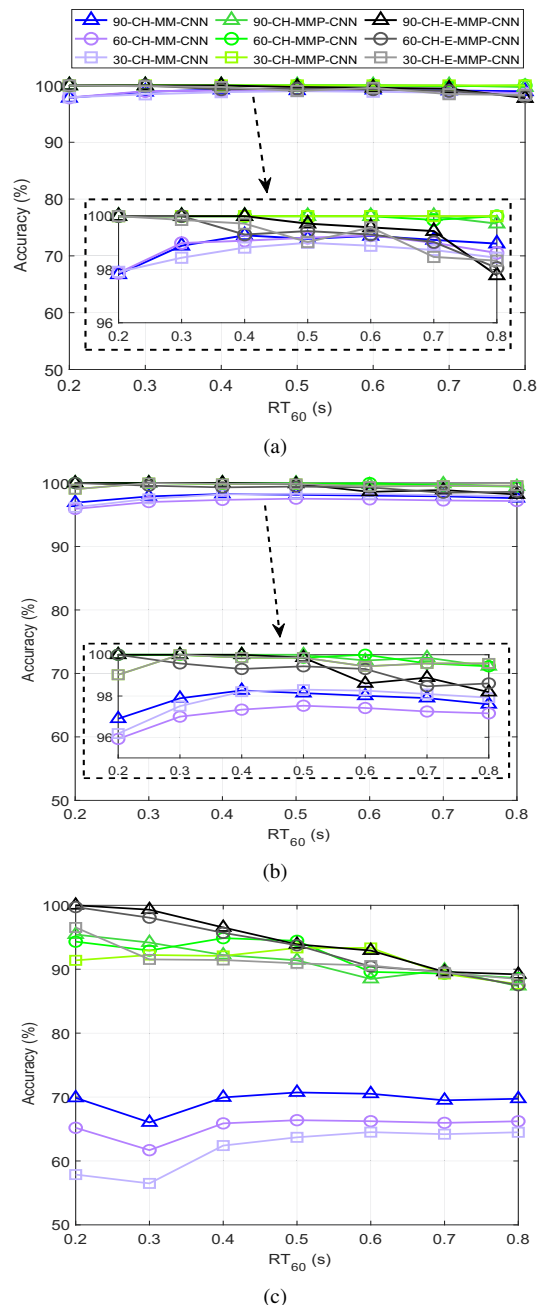 90-CH-MM-CNN 90-CH-MMP-CNN 90-CH-E-MMP-CNN
60-CH-MM-CNN 60-CH-MMP-CNN 60-CH-E-MMP-CNN
30-CH-MM-CNN 30-CH-MMP-CNN 30-CH-E-MMP-CNN
100
90
80
70
60
50
Accuracy (%)
100
98
96
0.2 0.3 0.4 0.5 0.6 0.7 0.8
0.2 0.3 0.4 0.5 0.6 0.7 0.8
RT60 (s)
(a)
100
90
80
70
60
50
Accuracy (%)
100
98
96
0.2 0.3 0.4 0.5 0.6 0.7 0.8
0.2 0.3 0.4 0.5 0.6 0.7 0.8
RT60 (s)
(b)
100
90
80
70
60
50
Accuracy (%)
0.2 0.3 0.4 0.5 0.6 0.7 0.8
RT60 (s)
(c)